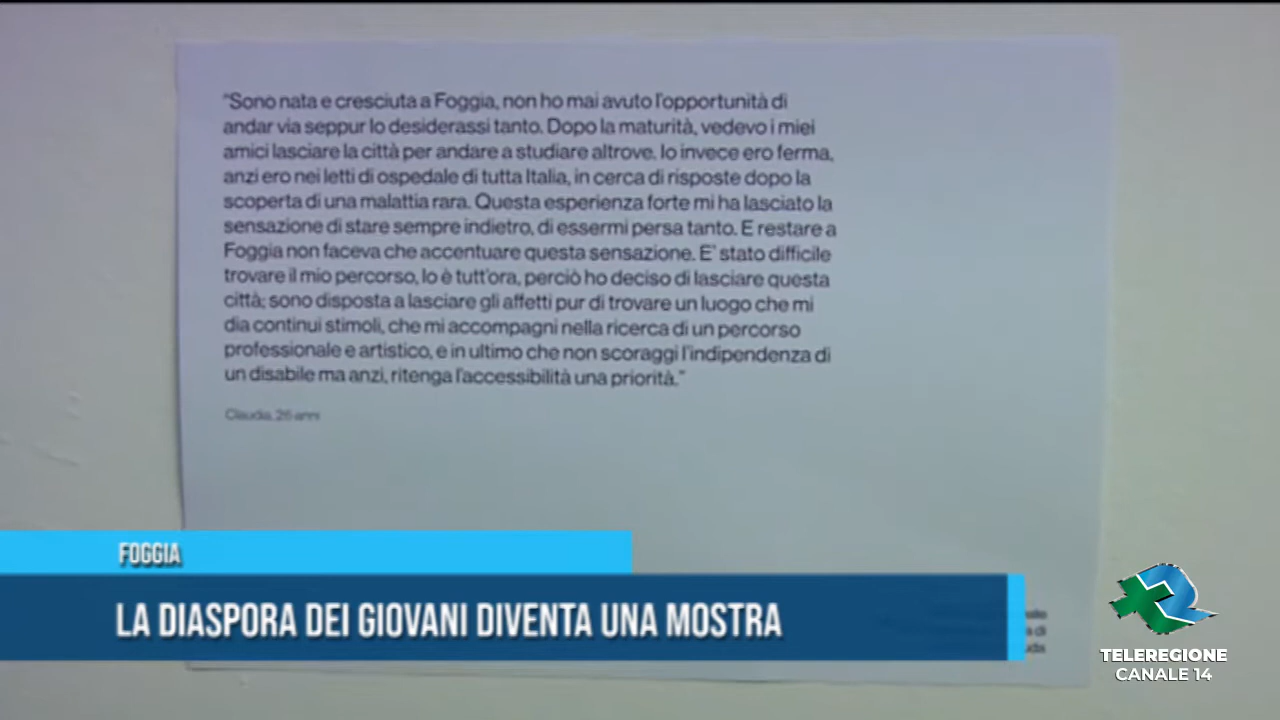 "Sono nata e cresciuta a Foggia, non ho mai avuto l'opportunità di
andar via seppur lo desiderassi tanto. Dopo la maturità, vedevo i miei
amici lasciare la città per andare a studiare altrove. Io invece ero ferma,
anzi ero nei letti di ospedale di tutta Italia, in cerca di risposte dopo la
scoperta di una malattia rara. Questa esperienza forte mi ha lasciato la
sensazione di stare sempre indietro, di essermi persa tanto. E restare a
Foggia non faceva che accentuare questa sensazione. E' stato difficile
trovare il mio percorso, lo è tutt'ora, perciò ho deciso di lasciare questa
città; sono disposta a lasciare gli affetti pur di trovare un luogo che mi
dia continui stimoli, che mi accompagni nella ricerca di un percorso
professionale e artistico, e in ultimo che non scoraggi l'indipendenza di
un disabile ma anzi, ritenga l'accessibilità una priorità."
Claudia, 26 anni
FOGGIA
LA DIASPORA DEI GIOVANI DIVENTA UNA MOSTRA
TELEREGIONE
CANALE 14